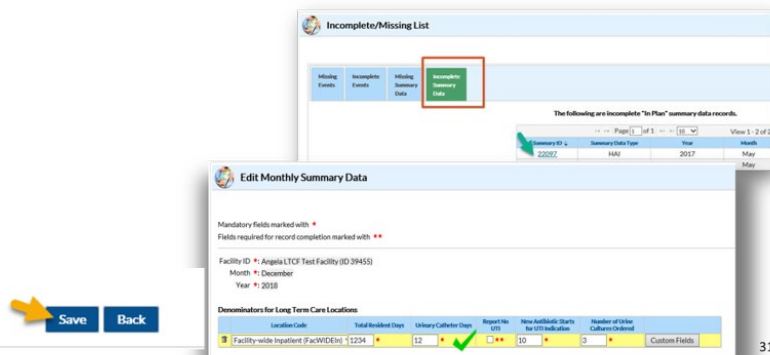 Incomplete/Missing List
Missing Events
Incomplete Events
Missing Summary Data
Incomplete Summary Data
The following are incomplete "In Plan" summary data records.
Page 1 of 1 10 View 1 - 2 of 2
Summary ID Summary Data Type Year Month
22097 HAI 2017 May
May
Edit Monthly Summary Data
Mandatory fields marked with *
Fields required for record completion marked with **
Facility ID *: Angela LTCF Test Facility (ID 39455)
Month *: December
Year *: 2018
Denominators for Long Term Care Locations
Location Code Total Resident Days Urinary Catheter Days Report No UTI New Antibiotic Starts for UTI Indication Number of Urine Cultures Ordered
Facility-wide Inpatient (FacWIDEIn) 1234 * 12 * ** 10 * 3 * Custom Fields
Save Back
31